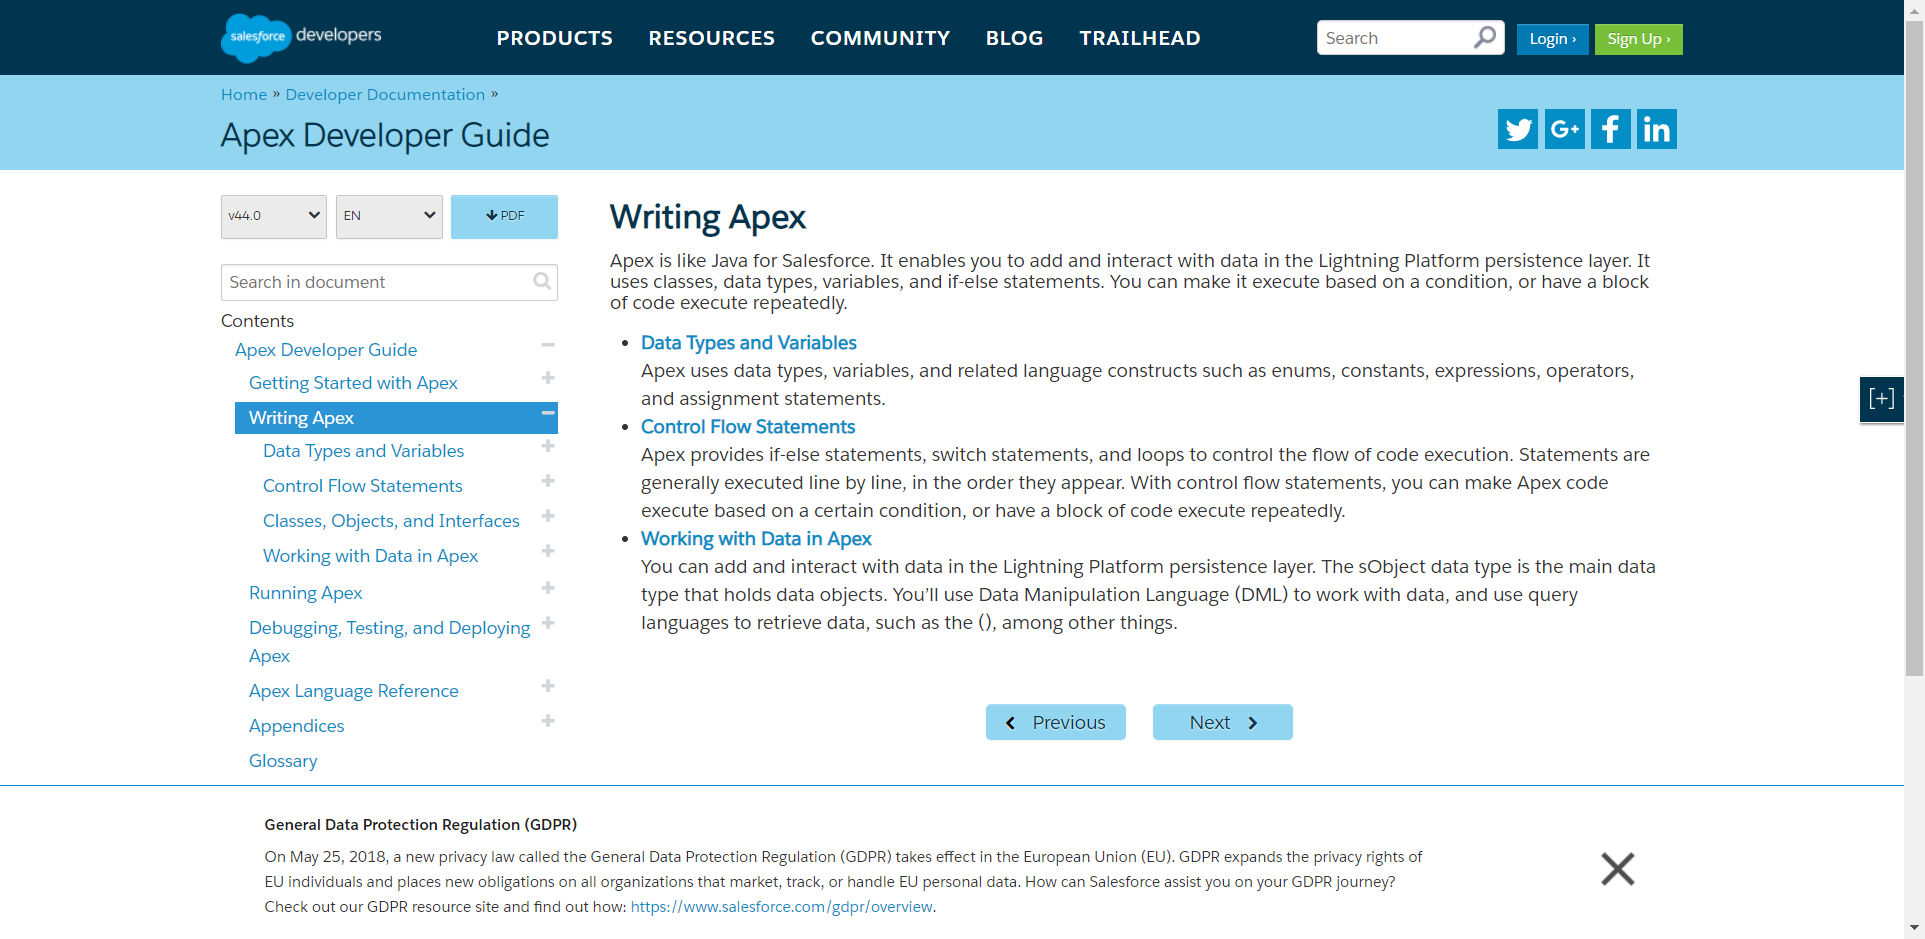 salesforce developers
PRODUCTS RESOURCES COMMUNITY BLOG TRAILHEAD
Search
Login ›
Sign Up ›
Home » Developer Documentation »
Apex Developer Guide
G+
f
in
v44.0
EN
PDF
Search in document
Contents
Apex Developer Guide
Getting Started with Apex
Writing Apex
Data Types and Variables
Control Flow Statements
Classes, Objects, and Interfaces
Working with Data in Apex
Running Apex
Debugging, Testing, and Deploying
Apex
Apex Language Reference
Appendices
Glossary
Writing Apex
Apex is like Java for Salesforce. It enables you to add and interact with data in the Lightning Platform persistence layer. It
uses classes, data types, variables, and if-else statements. You can make it execute based on a condition, or have a block
of code execute repeatedly.
• Data Types and Variables
Apex uses data types, variables, and related language constructs such as enums, constants, expressions, operators,
and assignment statements.
• Control Flow Statements
Apex provides if-else statements, switch statements, and loops to control the flow of code execution. Statements are
generally executed line by line, in the order they appear. With control flow statements, you can make Apex code
execute based on a certain condition, or have a block of code execute repeatedly.
• Working with Data in Apex
You can add and interact with data in the Lightning Platform persistence layer. The sObject data type is the main data
type that holds data objects. You’ll use Data Manipulation Language (DML) to work with data, and use query
languages to retrieve data, such as the (), among other things.
Previous
Next
[+]
General Data Protection Regulation (GDPR)
On May 25, 2018, a new privacy law called the General Data Protection Regulation (GDPR) takes effect in the European Union (EU). GDPR expands the privacy rights of
EU individuals and places new obligations on all organizations that market, track, or handle EU personal data. How can Salesforce assist you on your GDPR journey?
Check out our GDPR resource site and find out how: https://www.salesforce.com/gdpr/overview.